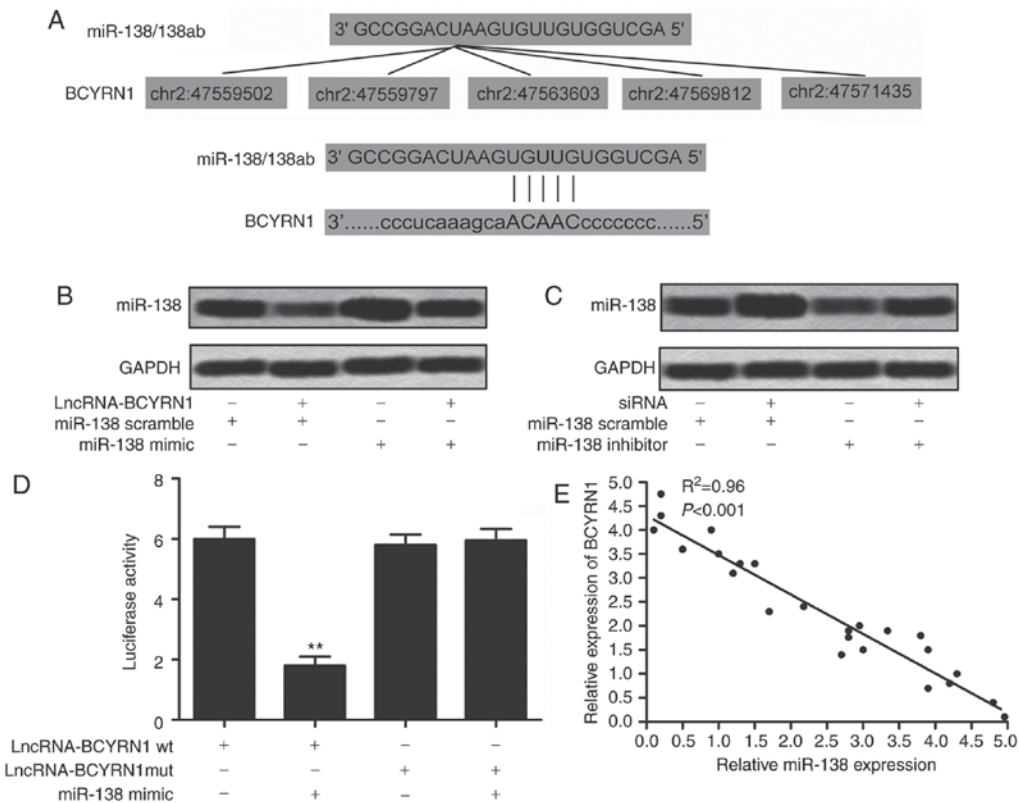 A
miR-138/138ab 3' GCCGGACUAAGUGUUGUGGUCGA 5'
BCYRN1 chr2:47559502 chr2:47559797 chr2:47563603 chr2:47569812 chr2:47571435
miR-138/138ab 3' GCCGGACUAAGUGUUGUGGUCGA 5'
BCYRN1 3'......cccucaaagcaACAACcccccccc......5'
B
miR-138
GAPDH
LncRNA-BCYRN1 – + – +
miR-138 scramble + + – –
miR-138 mimic – – + +
C
miR-138
GAPDH
siRNA – + – +
miR-138 scramble + + – –
miR-138 inhibitor – – + +
D
Luciferase activity
8
6
4
2
0
**
LncRNA-BCYRN1 wt + + – –
LncRNA-BCYRN1mut – – + +
miR-138 mimic – + – +
E
Relative expression of BCYRN1
5.0
4.5
4.0
3.5
3.0
2.5
2.0
1.5
1.0
0.5
0.0
R²=0.96
P<0.001
0.0 0.5 1.0 1.5 2.0 2.5 3.0 3.5 4.0 4.5 5.0
Relative miR-138 expression